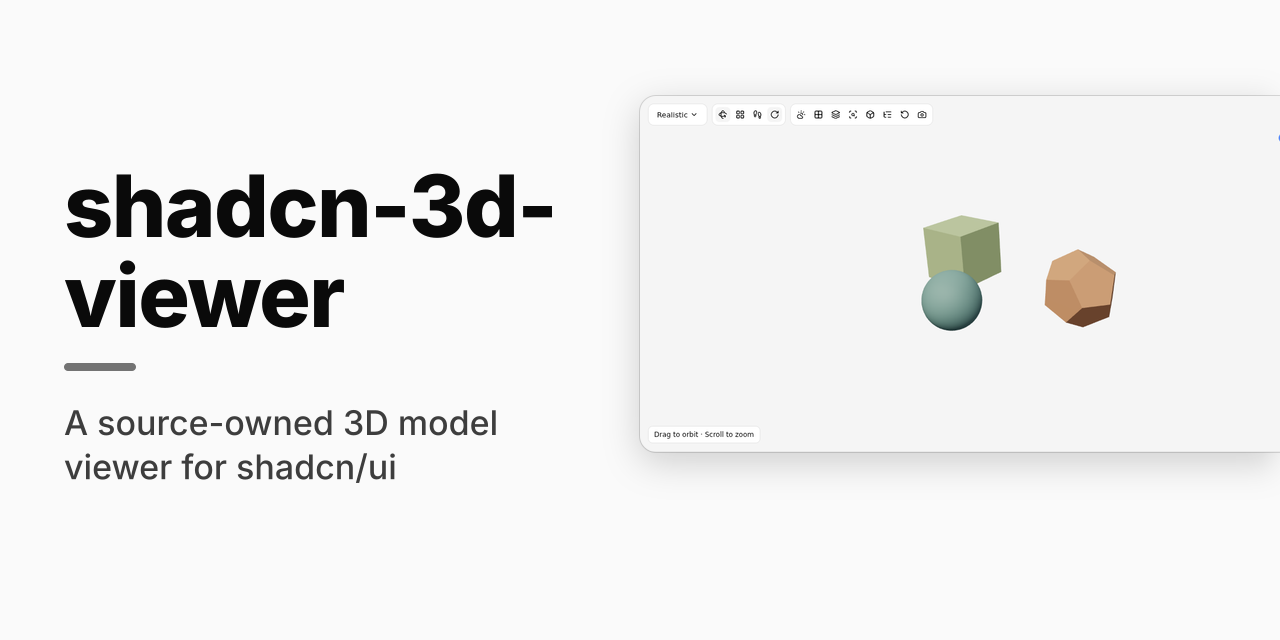 shadcn-3d-
viewer
A source-owned 3D model
viewer for shadcn/ui
Realistic
Drag to orbit · Scroll to zoom